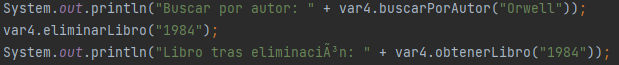 System.out.println("Buscar por autor: " + var4.buscarPorAutor("Orwell"));
var4.eliminarLibro("1984");
System.out.println("Libro tras eliminaciÃ³n: " + var4.obtenerLibro("1984"));